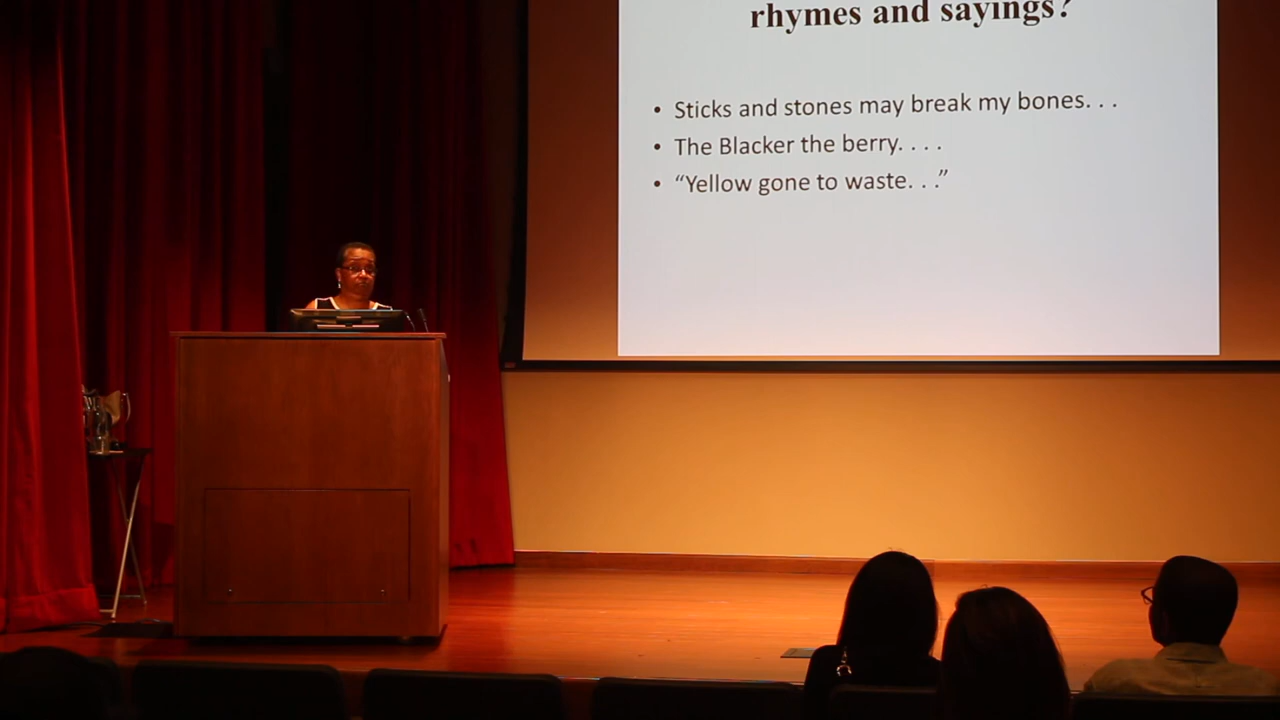 rhymes and sayings?
• Sticks and stones may break my bones. . .
• The Blacker the berry. . . .
• “Yellow gone to waste. . .”